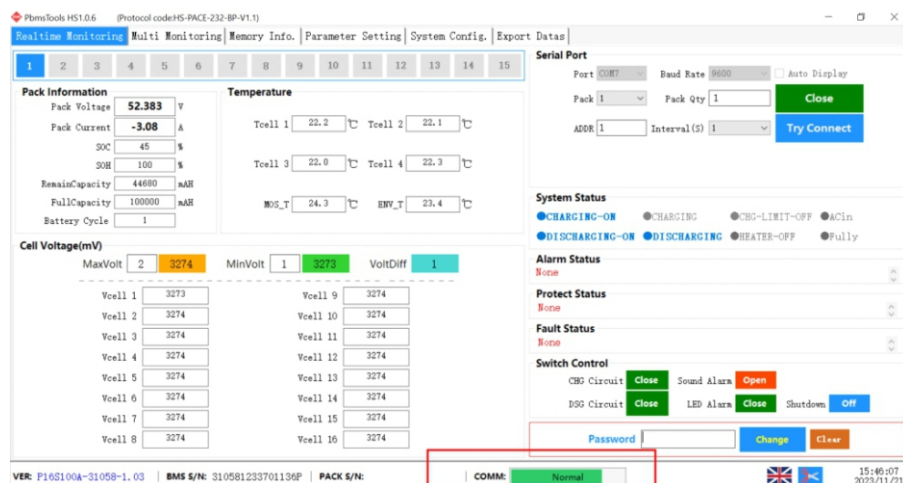 PbmsTools HS1.0.6 (Protocol code:HS-PACE-232-BP-V1.1)
Realtime Monitoring Multi Monitoring Memory Info. Parameter Setting System Config. Export Datas
1 2 3 4 5 6 7 8 9 10 11 12 13 14 15
Pack Information
Pack Voltage 52.383 V
Pack Current -3.08 A
SOC 45 %
SOH 100 %
RemainCapacity 44680 mAH
FullCapacity 100000 mAH
Battery Cycle 1
Temperature
Tcell 1 22.2 ℃ Tcell 2 22.1 ℃
Tcell 3 22.0 ℃ Tcell 4 22.3 ℃
MOS_T 24.3 ℃ ENV_T 23.4 ℃
Cell Voltage(mV)
MaxVolt 2 3274 MinVolt 1 3273 VoltDiff 1
Vcell 1 3273 Vcell 9 3274
Vcell 2 3274 Vcell 10 3274
Vcell 3 3274 Vcell 11 3274
Vcell 4 3274 Vcell 12 3274
Vcell 5 3274 Vcell 13 3274
Vcell 6 3274 Vcell 14 3274
Vcell 7 3274 Vcell 15 3274
Vcell 8 3274 Vcell 16 3274
Serial Port
Port COM7 Baud Rate 9600 Auto Display
Pack 1 Pack Qty 1 Close
ADDR 1 Interval(S) 1 Try Connect
System Status
CHARGING-ON CHARGING CHG-LIMIT-OFF ACin
DISCHARGING-ON DISCHARGING HEATER-OFF Fully
Alarm Status
None
Protect Status
None
Fault Status
None
Switch Control
CHG Circuit Close Sound Alarm Open
DSG Circuit Close LED Alarm Close Shutdown Off
Password Change Clear
VER: P16S100A-31058-1.03 BMS S/N: 310581233701136P PACK S/N: COMM: Normal 15:46:07
2023/11/21